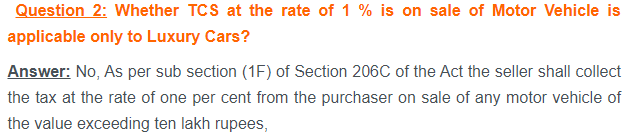 Question 2: Whether TCS at the rate of 1 % is on sale of Motor Vehicle is
applicable only to Luxury Cars?
Answer: No, As per sub section (1F) of Section 206C of the Act the seller shall collect
the tax at the rate of one per cent from the purchaser on sale of any motor vehicle of
the value exceeding ten lakh rupees,